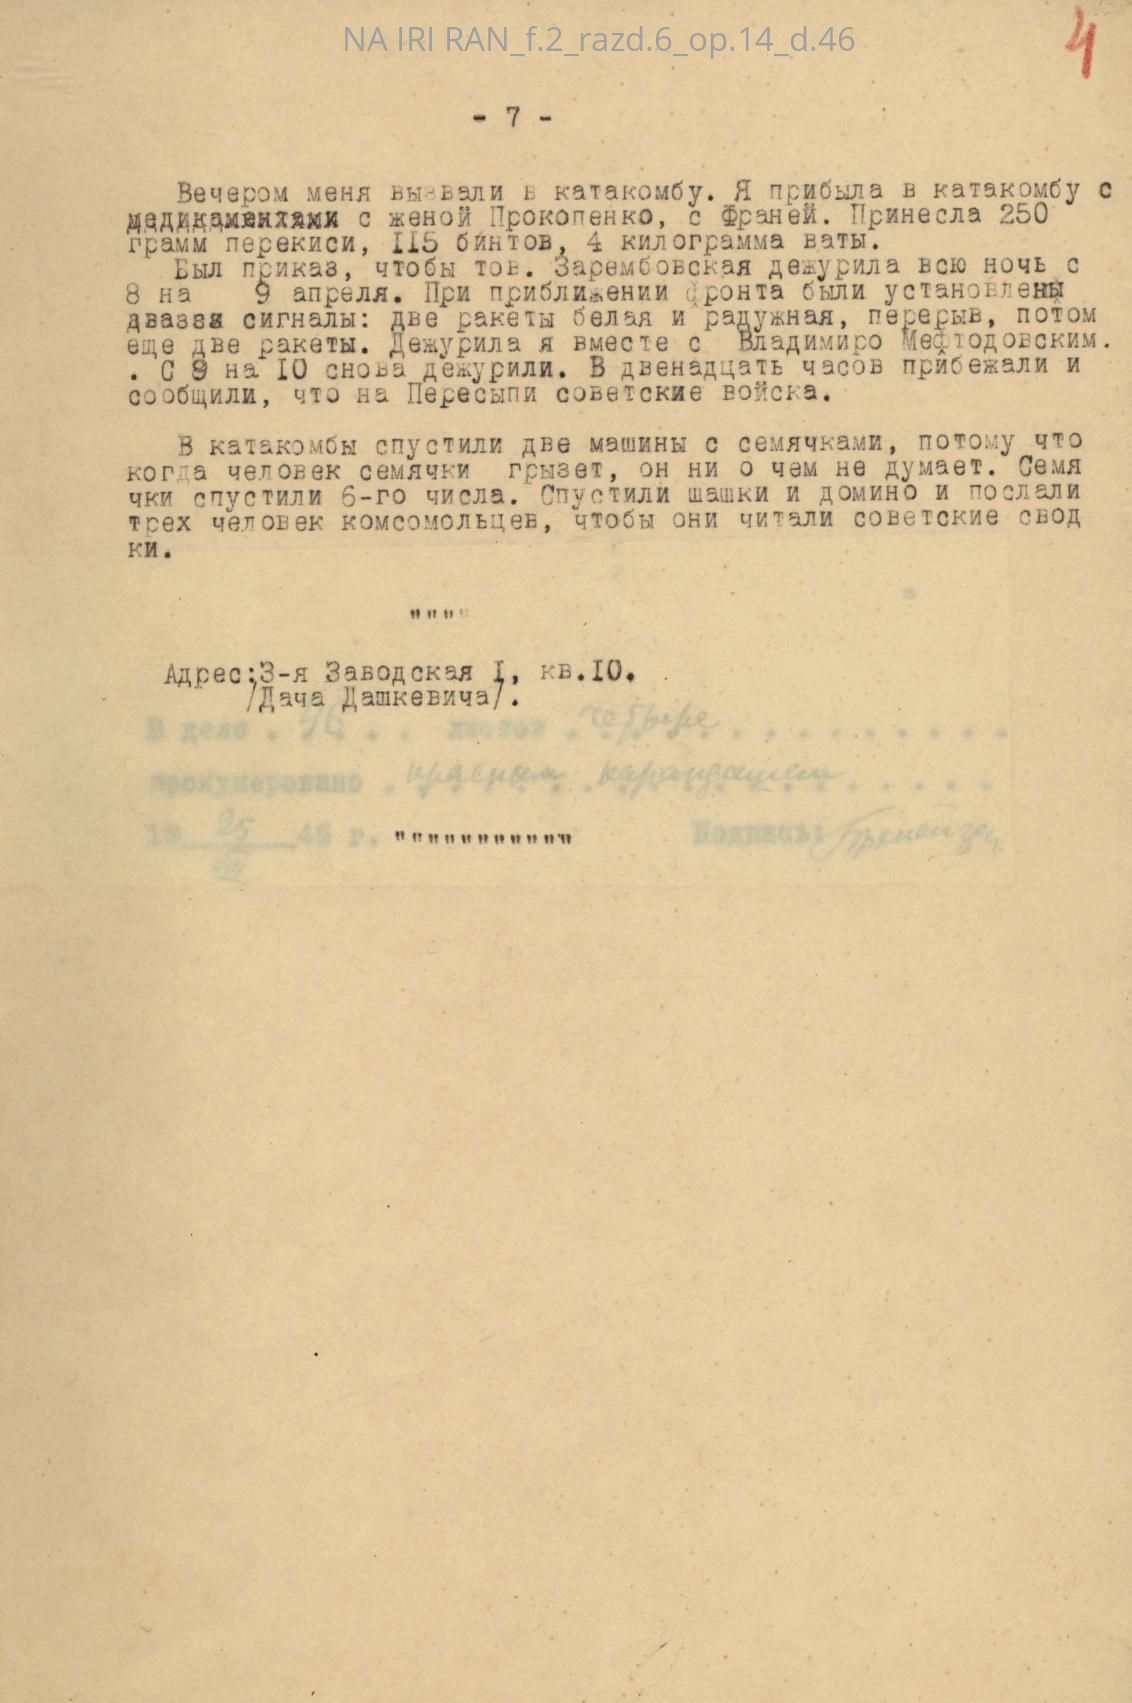 NA IRI RAN_f.2_razd.6_op.14_d.46
4
- 7 -
Вечером меня вызвали в катакомбу. Я прибыла в катакомбу с
медикаментами с женой Прокопенко, с Франей. Принесла 250
грамм перекиси, II5 бинтов, 4 килограмма ваты.
Был приказ, чтобы тов. Зарембовская дежурила всю ночь с
8 на 9 апреля. При приближении фронта были установлены
сигналы: две ракеты белая и радужная, перерыв, потом
еще две ракеты. Дежурила я вместе с Владимиро Мефтодовским.
. С 9 на IO снова дежурили. В двенадцать часов прибежали и
сообщили, что на Пересыпи советские войска.
В катакомбы спустили две машины с семячками, потому что
когда человек семячки грызет, он ни о чем не думает. Семя
чки спустили 6-го числа. Спустили шашки и домино и послали
трех человек комсомольцев, чтобы они читали советские свод
ки.
""""
Адрес:3-я Заводская I, кв.IO.
/Дача Дашкевича/.
В деле . 46 . . листов . четыре
пронумеровано . красным карандашом
19 25/III 45 г. """"""""""" Подпись: